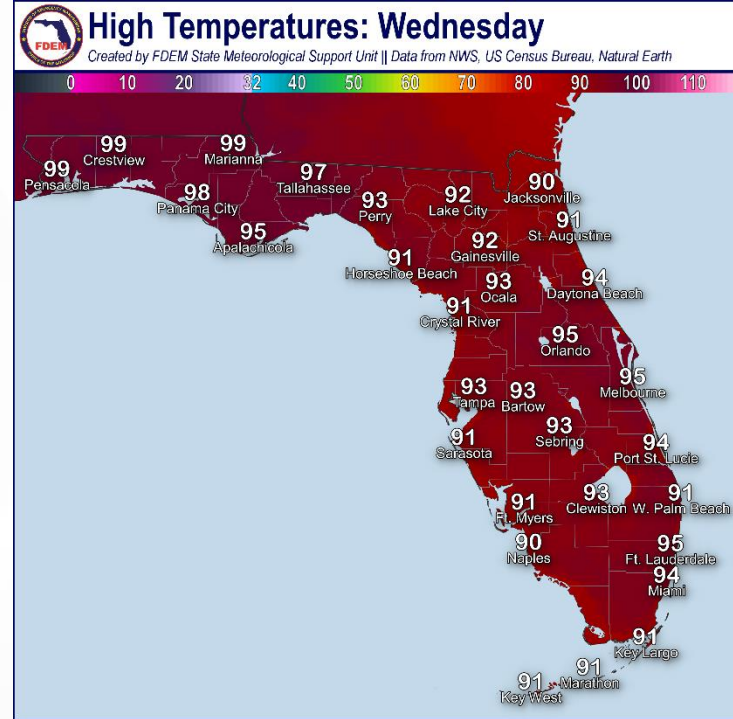 High Temperatures: Wednesday
Created by FDEM State Meteorological Support Unit || Data from NWS, US Census Bureau, Natural Earth
FDEM
0 10 20 32 40 50 60 70 80 90 100 110
99
Crestview
99
Marianna
99
Pensacola
97
Tallahassee
98
Panama City
95
Apalachicola
93
Perry
92
Lake City
90
Jacksonville
91
St. Augustine
92
Gainesville
91
Horseshoe Beach
93
Ocala
94
Daytona Beach
91
Crystal River
95
Orlando
95
Melbourne
93
Tampa
93
Bartow
93
Sebring
91
Sarasota
94
Port St. Lucie
93
Clewiston
91
W. Palm Beach
91
Ft. Myers
90
Naples
95
Ft. Lauderdale
94
Miami
91
Key Largo
91
Marathon
91
Key West